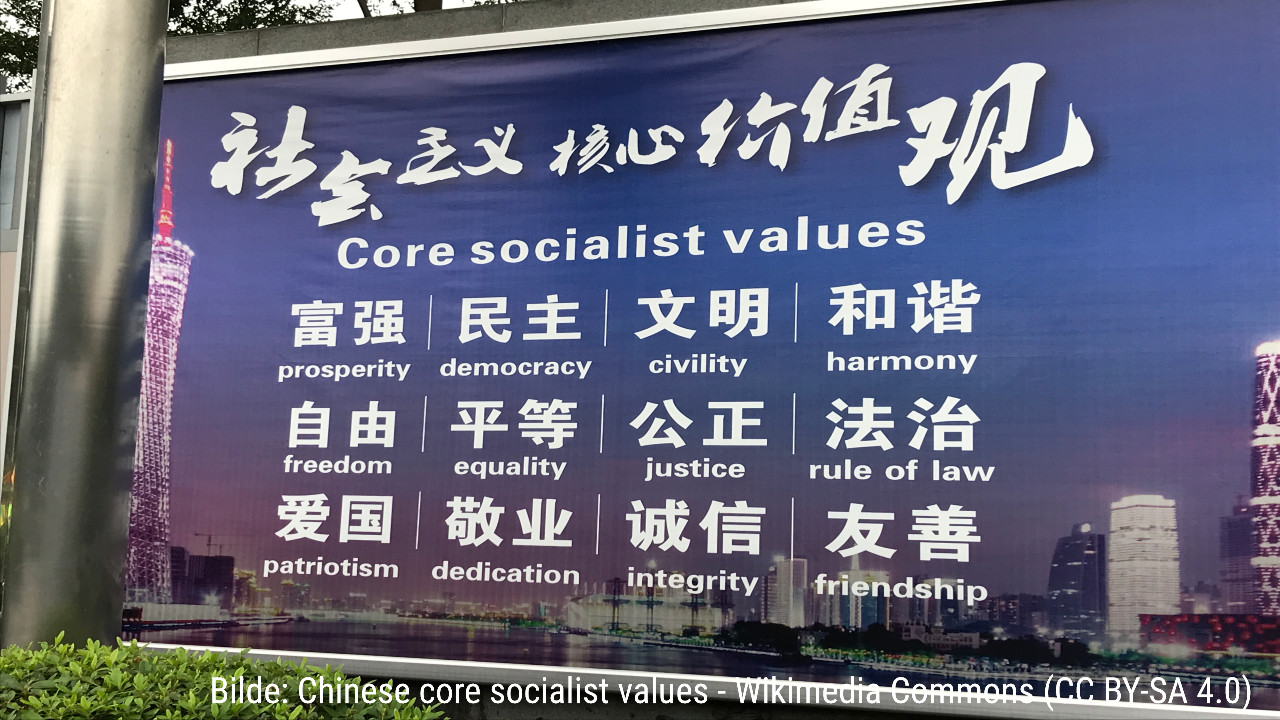 社会主义核心价值观
Core socialist values
富强 | 民主 | 文明 | 和谐
prosperity democracy civility harmony
自由 | 平等 | 公正 | 法治
freedom equality justice rule of law
爱国 | 敬业 | 诚信 | 友善
patriotism dedication integrity friendship
Bilde: Chinese core socialist values - Wikimedia Commons (CC BY-SA 4.0)